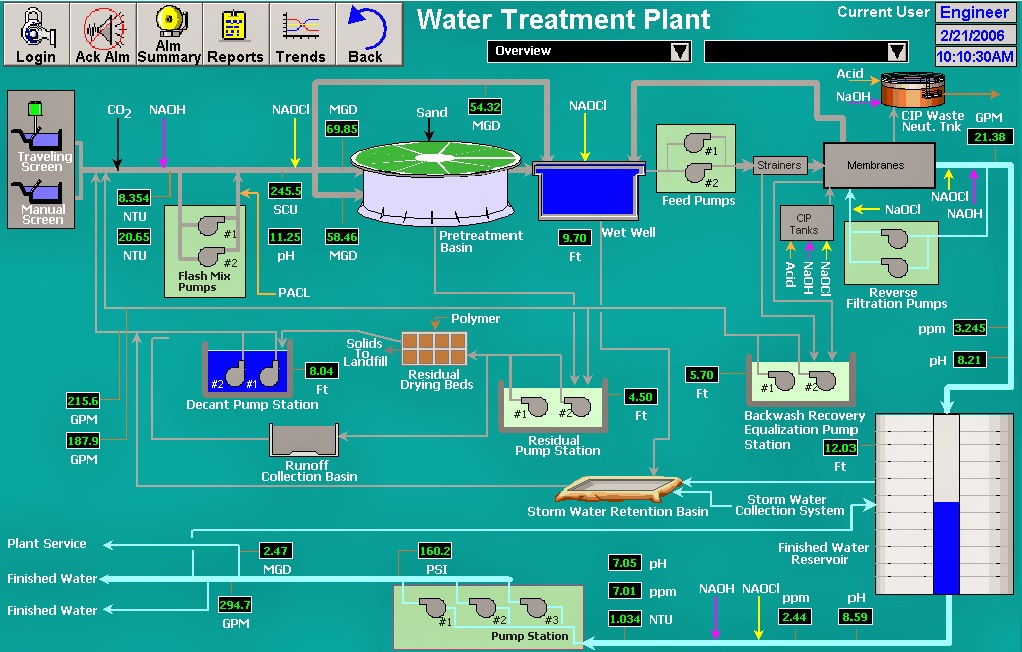 Login
Ack Alm
Alm
Summary
Reports
Trends
Back
Water Treatment Plant
Overview
Current User
Engineer
2/21/2006
10:10:30AM
Traveling
Screen
Manual
Screen
CO2
NAOH
NAOCl
MGD
69.85
Sand
54.32
MGD
NAOCl
Acid
NaOH
CIP Waste
Neut. Tnk
GPM
21.38
8.354
NTU
20.65
NTU
#1
#2
Flash Mix
Pumps
PACL
245.5
SCU
11.25
pH
58.46
MGD
Pretreatment
Basin
9.70
Ft
Wet Well
#1
#2
Feed Pumps
Strainers
Membranes
CIP
Tanks
Acid
NaOH
NaOCl
NaOCl
NAOCl
NAOH
Reverse
Filtration Pumps
ppm
3.245
pH
8.21
215.6
GPM
187.9
GPM
#2
#1
8.04
Ft
Decant Pump Station
Solids
To
Landfill
Polymer
Residual
Drying Beds
Runoff
Collection Basin
#1
#2
4.50
Ft
Residual
Pump Station
5.70
Ft
#1
#2
Backwash Recovery
Equalization Pump
Station
12.03
Ft
Storm Water Retention Basin
Storm Water
Collection System
Finished Water
Reservoir
Plant Service
Finished Water
Finished Water
2.47
MGD
294.7
GPM
160.2
PSI
#1
#2
#3
Pump Station
7.05 pH
7.01 ppm
1.034 NTU
NAOH
NAOCl
ppm
2.44
pH
8.59